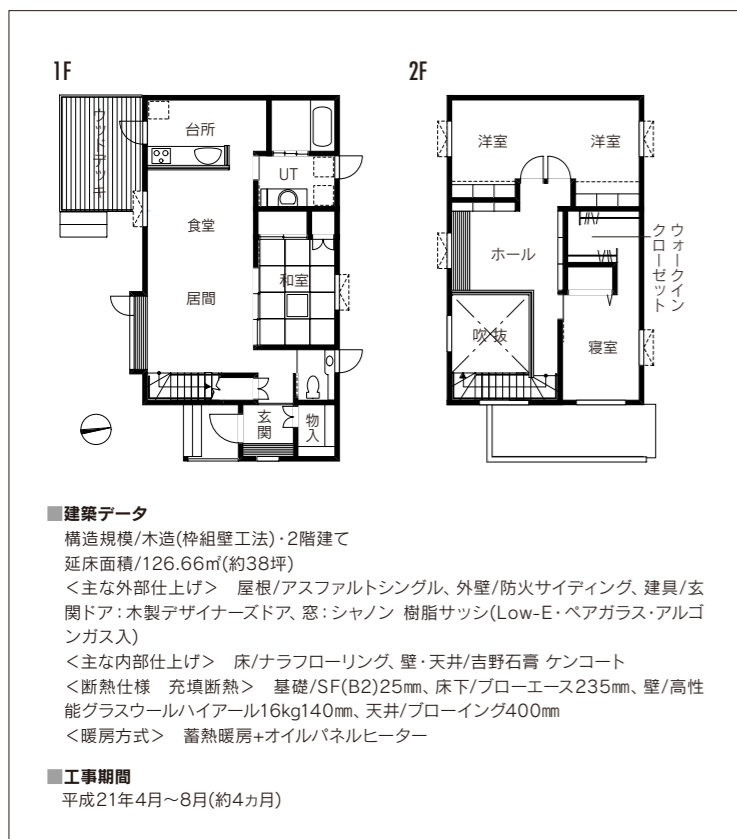 1F
2F
ウッドデッキ
台所
UT
食堂
和室
居間
玄関
物入
洋室
洋室
ホール
ウォークイン
クローゼット
吹抜
寝室
■建築データ
構造規模/木造(枠組壁工法)・2階建て
延床面積/126.66㎡(約38坪)
＜主な外部仕上げ＞　屋根/アスファルトシングル、外壁/防火サイディング、建具/玄
関ドア：木製デザイナーズドア、窓：シャノン 樹脂サッシ(Low-E・ペアガラス・アルゴ
ンガス入)
＜主な内部仕上げ＞　床/ナラフローリング、壁・天井/吉野石膏 ケンコート
＜断熱仕様　充填断熱＞　基礎/SF(B2)25㎜、床下/ブローエース235㎜、壁/高性
能グラスウールハイアール16kg140㎜、天井/ブローイング400㎜
＜暖房方式＞　蓄熱暖房+オイルパネルヒーター
■工事期間
平成21年4月～8月(約4ヵ月)